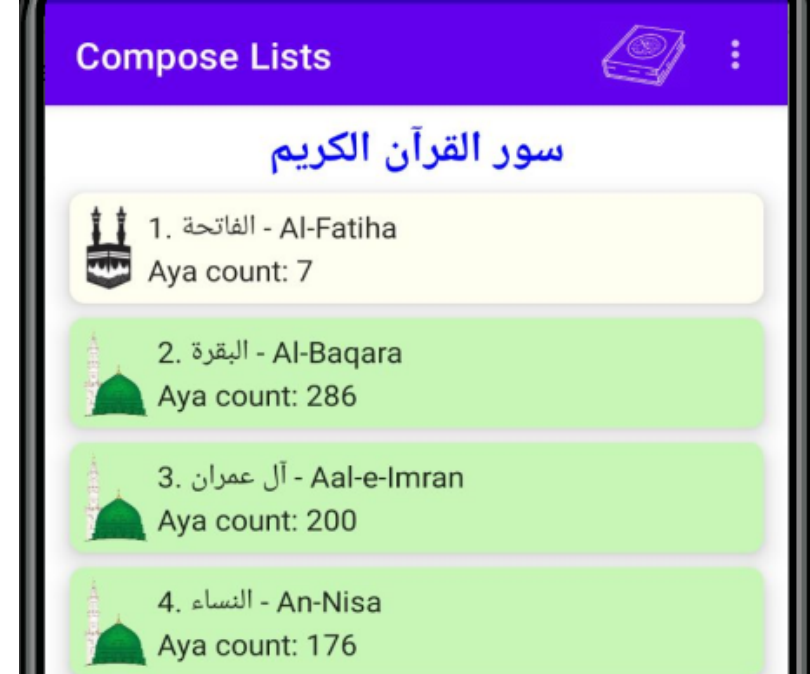 Compose Lists
سور القرآن الكريم
1. الفاتحة - Al-Fatiha
Aya count: 7
2. البقرة - Al-Baqara
Aya count: 286
3. آل عمران - Aal-e-Imran
Aya count: 200
4. النساء - An-Nisa
Aya count: 176